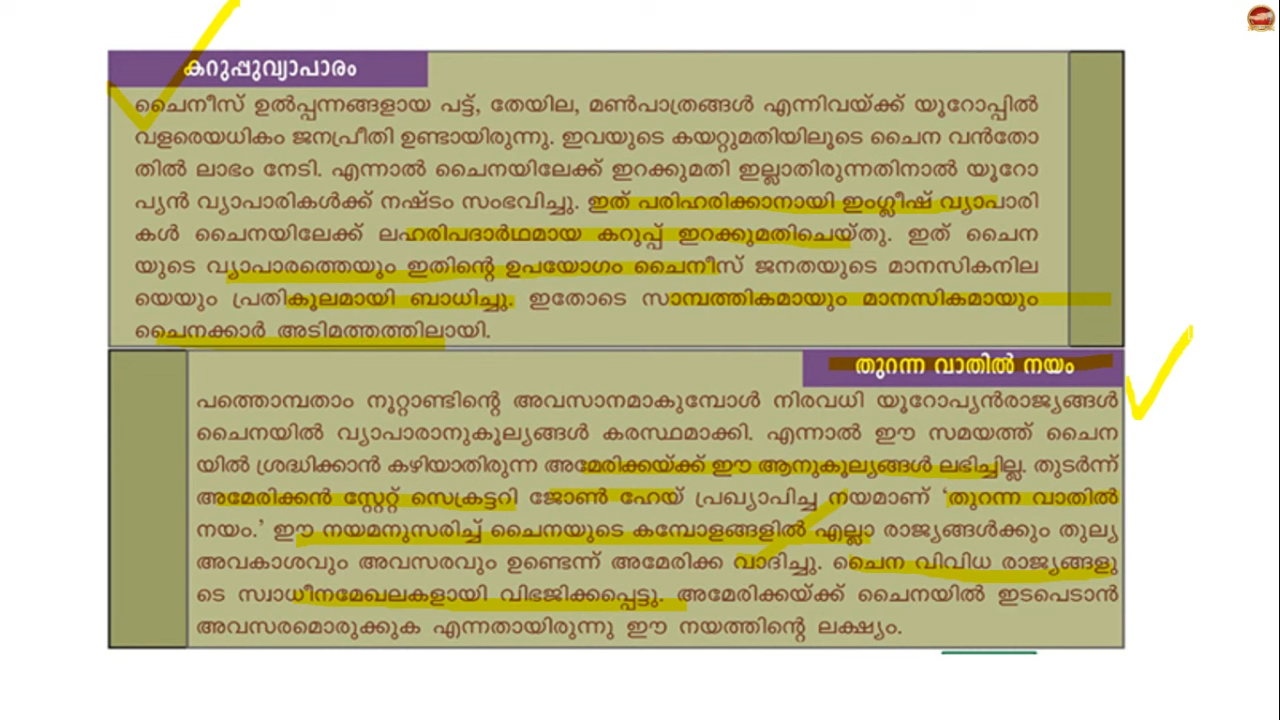 കറുപ്പുവ്യാപാരം
ചൈനീസ് ഉൽപ്പന്നങ്ങളായ പട്ട്, തേയില, മൺപാത്രങ്ങൾ എന്നിവയ്ക്ക് യൂറോപ്പിൽ
വളരെയധികം ജനപ്രീതി ഉണ്ടായിരുന്നു. ഇവയുടെ കയറ്റുമതിയിലൂടെ ചൈന വൻതോ
തിൽ ലാഭം നേടി. എന്നാൽ ചൈനയിലേക്ക് ഇറക്കുമതി ഇല്ലാതിരുന്നതിനാൽ യൂറോ
പ്യൻ വ്യാപാരികൾക്ക് നഷ്ടം സംഭവിച്ചു. ഇത് പരിഹരിക്കാനായി ഇംഗ്ലീഷ് വ്യാപാരി
കൾ ചൈനയിലേക്ക് ലഹരിപദാർഥമായ കറുപ്പ് ഇറക്കുമതിചെയ്തു. ഇത് ചൈന
യുടെ വ്യാപാരത്തെയും ഇതിന്റെ ഉപയോഗം ചൈനീസ് ജനതയുടെ മാനസികനില
യെയും പ്രതികൂലമായി ബാധിച്ചു. ഇതോടെ സാമ്പത്തികമായും മാനസികമായും
ചൈനക്കാർ അടിമത്തത്തിലായി.
തുറന്ന വാതിൽ നയം
പത്തൊമ്പതാം നൂറ്റാണ്ടിന്റെ അവസാനമാകുമ്പോൾ നിരവധി യൂറോപ്യൻരാജ്യങ്ങൾ
ചൈനയിൽ വ്യാപാരാനുകൂല്യങ്ങൾ കരസ്ഥമാക്കി. എന്നാൽ ഈ സമയത്ത് ചൈന
യിൽ ശ്രദ്ധിക്കാൻ കഴിയാതിരുന്ന അമേരിക്കയ്ക്ക് ഈ ആനുകൂല്യങ്ങൾ ലഭിച്ചില്ല. തുടർന്ന്
അമേരിക്കൻ സ്റ്റേറ്റ് സെക്രട്ടറി ജോൺ ഹേയ് പ്രഖ്യാപിച്ച നയമാണ് ‘തുറന്ന വാതിൽ
നയം.’ ഈ നയമനുസരിച്ച് ചൈനയുടെ കമ്പോളങ്ങളിൽ എല്ലാ രാജ്യങ്ങൾക്കും തുല്യ
അവകാശവും അവസരവും ഉണ്ടെന്ന് അമേരിക്ക വാദിച്ചു. ചൈന വിവിധ രാജ്യങ്ങളു
ടെ സ്വാധീനമേഖലകളായി വിഭജിക്കപ്പെട്ടു. അമേരിക്കയ്ക്ക് ചൈനയിൽ ഇടപെടാൻ
അവസരമൊരുക്കുക എന്നതായിരുന്നു ഈ നയത്തിന്റെ ലക്ഷ്യം.